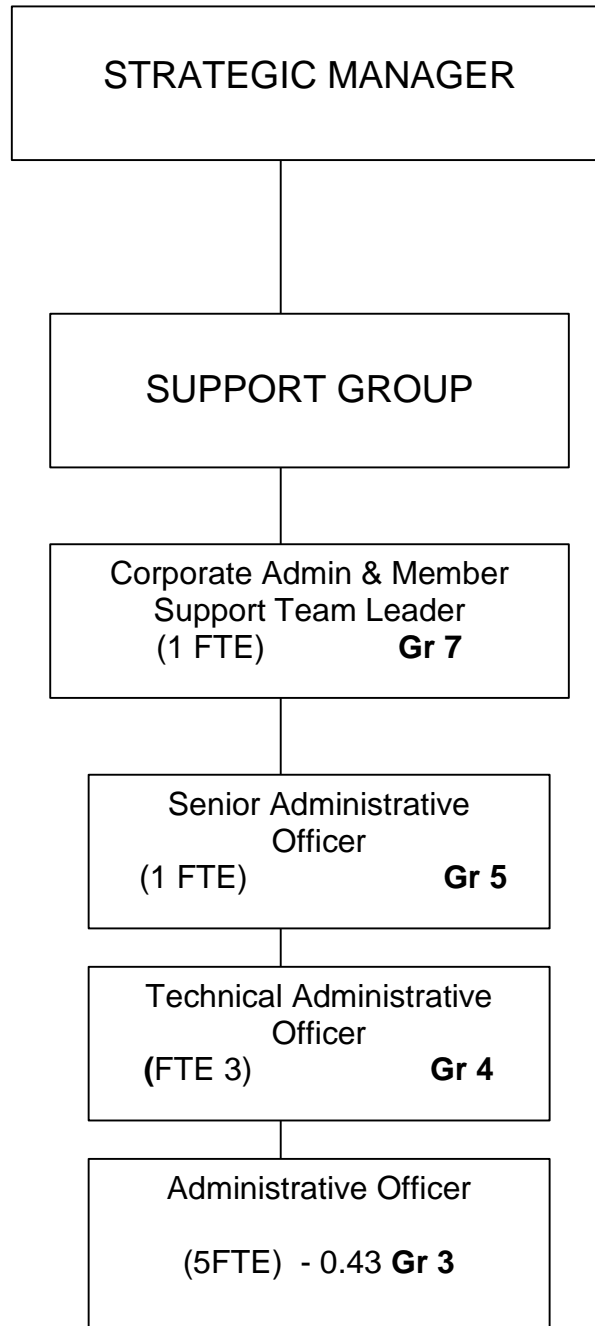 STRATEGIC MANAGER
SUPPORT GROUP
Corporate Admin & Member
Support Team Leader
(1 FTE) Gr 7
Senior Administrative
Officer
(1 FTE) Gr 5
Technical Administrative
Officer
(FTE 3) Gr 4
Administrative Officer
(5FTE) - 0.43 Gr 3